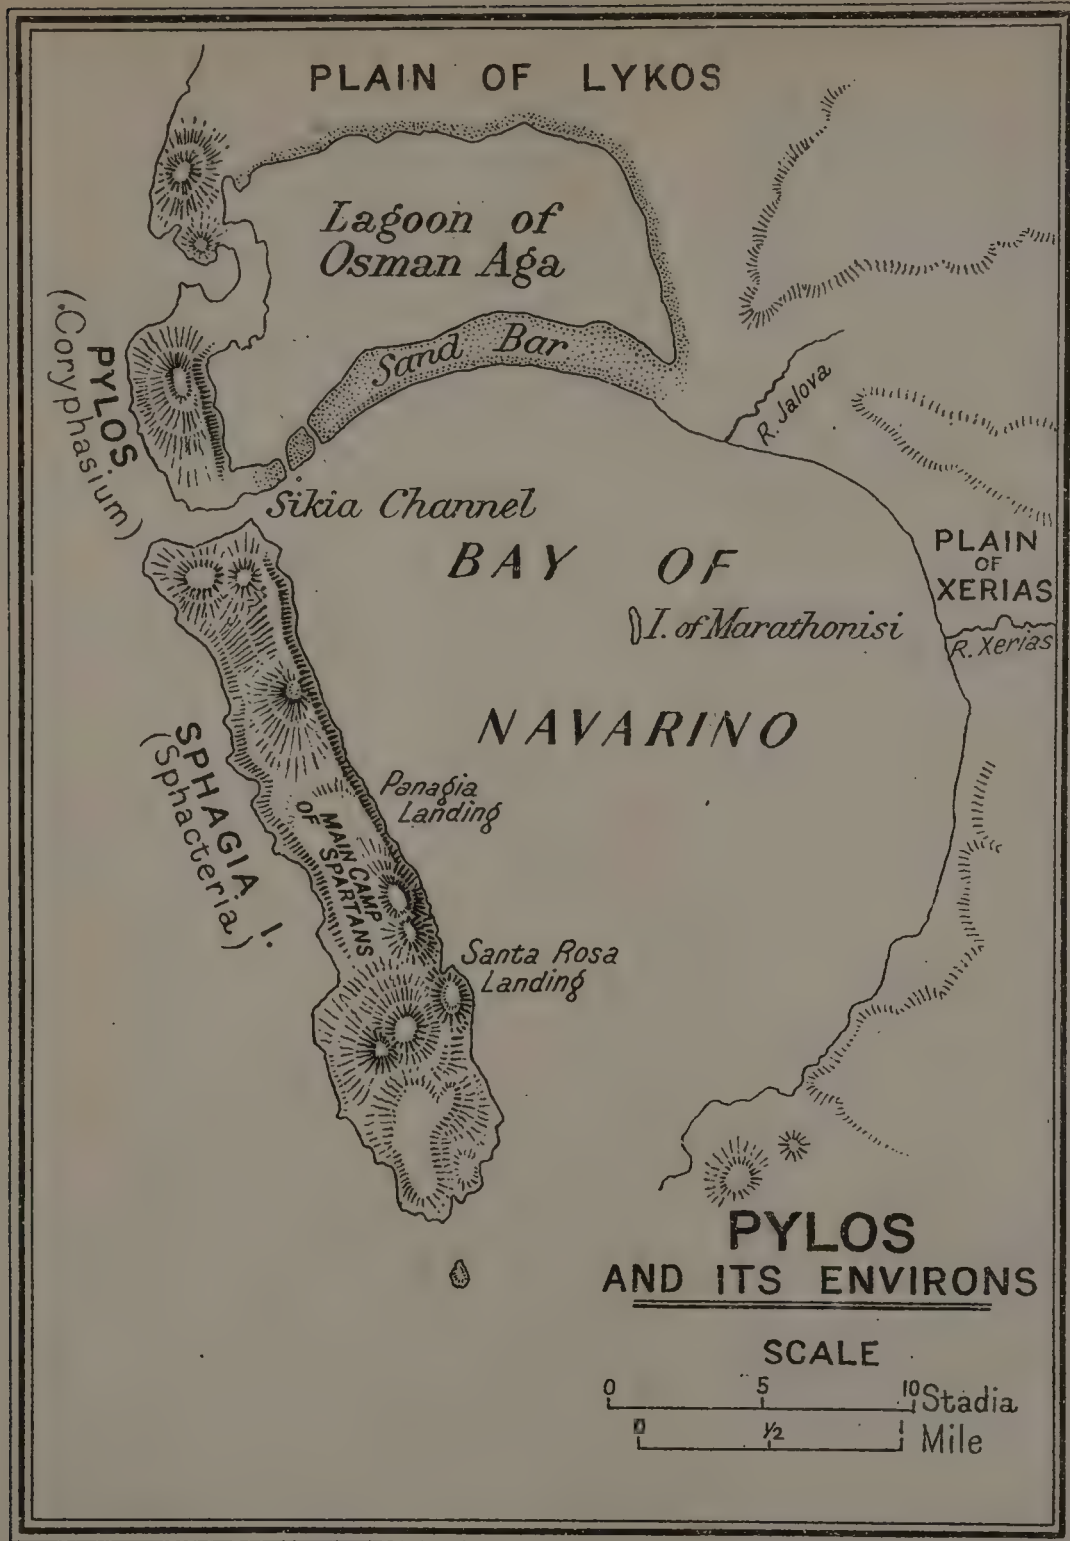 PLAIN OF LYKOS
Lagoon of
Osman Aga
Sand Bar
PYLOS
(Coryphasium)
R. Jalova
Sikia Channel
BAY OF
PLAIN
OF
XERIAS
I. of Marathonisi
R. Xerias
NAVARINO
SPHAGIA I.
(Sphacteria)
Panagia
Landing
MAIN CAMP
OF SPARTANS
Santa Rosa
Landing
PYLOS
AND ITS ENVIRONS
SCALE
0 5 10 Stadia
0 ½ 1 Mile